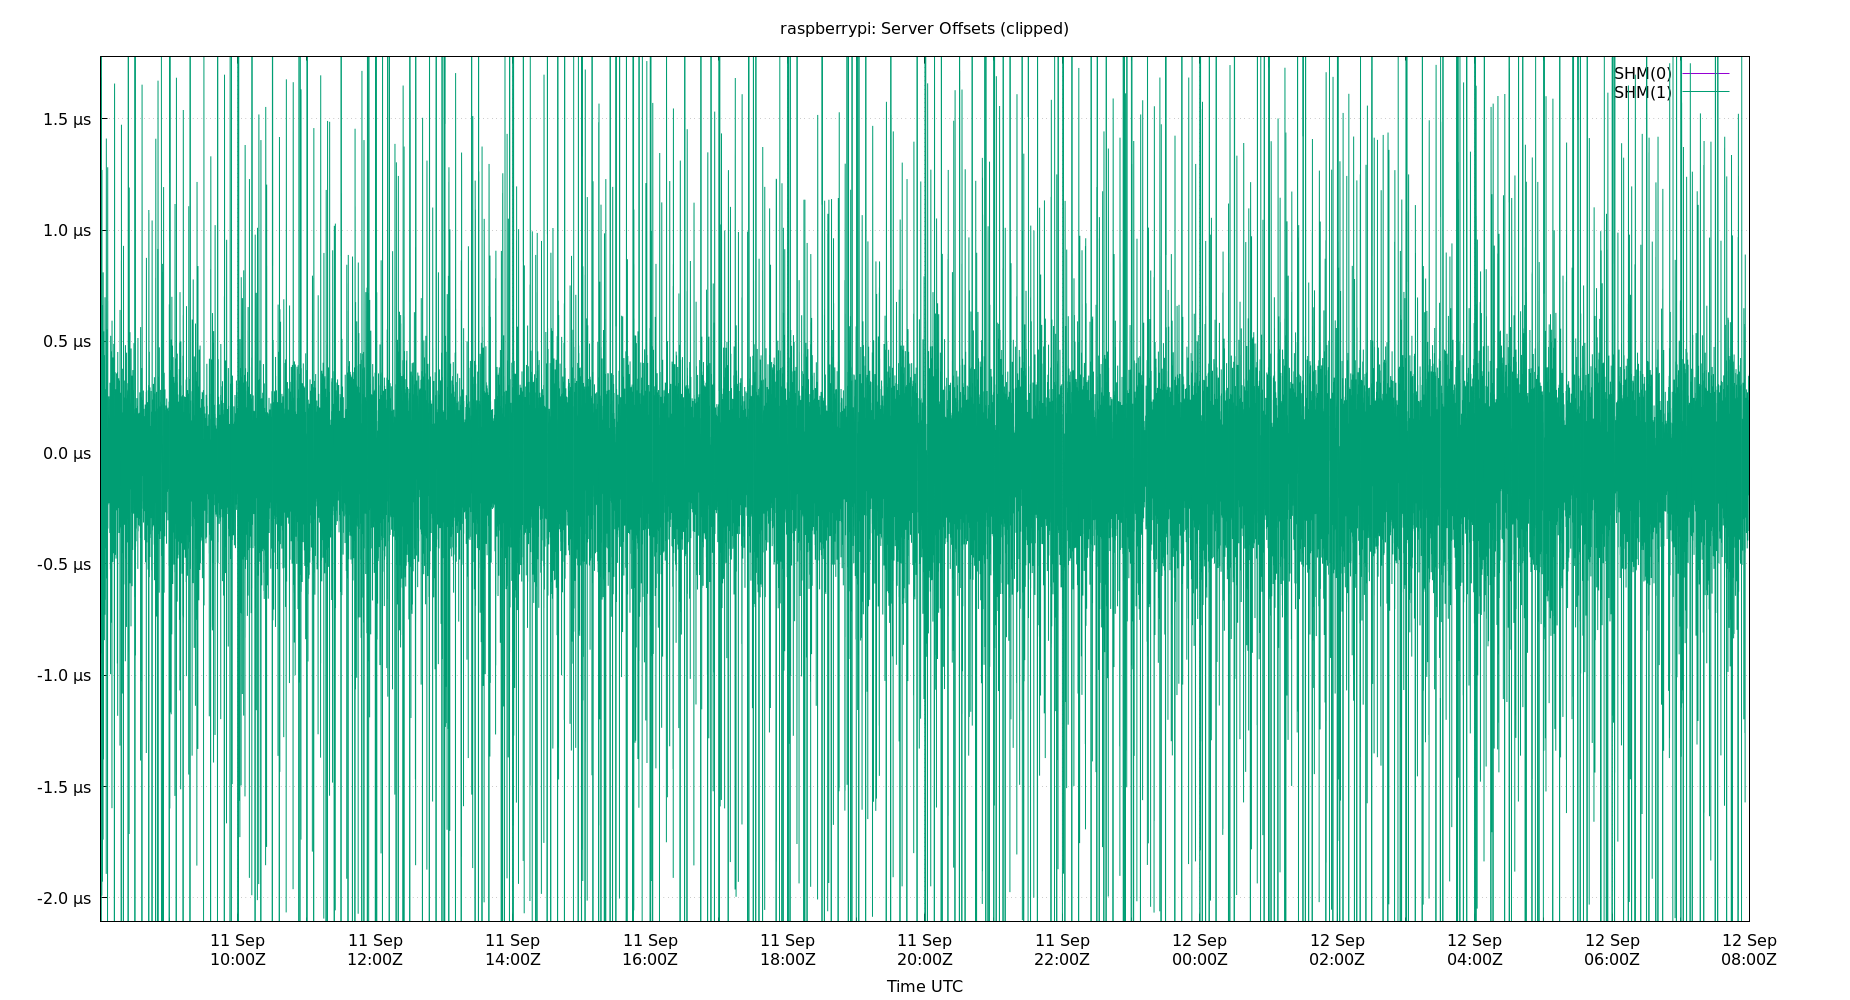 raspberrypi: Server Offsets (clipped)
SHM(0)
SHM(1)
1.5 µs
1.0 µs
0.5 µs
0.0 µs
-0.5 µs
-1.0 µs
-1.5 µs
-2.0 µs
11 Sep 11 Sep 11 Sep 11 Sep 11 Sep 11 Sep 11 Sep 12 Sep 12 Sep 12 Sep 12 Sep 12 Sep
10:00Z 12:00Z 14:00Z 16:00Z 18:00Z 20:00Z 22:00Z 00:00Z 02:00Z 04:00Z 06:00Z 08:00Z
Time UTC